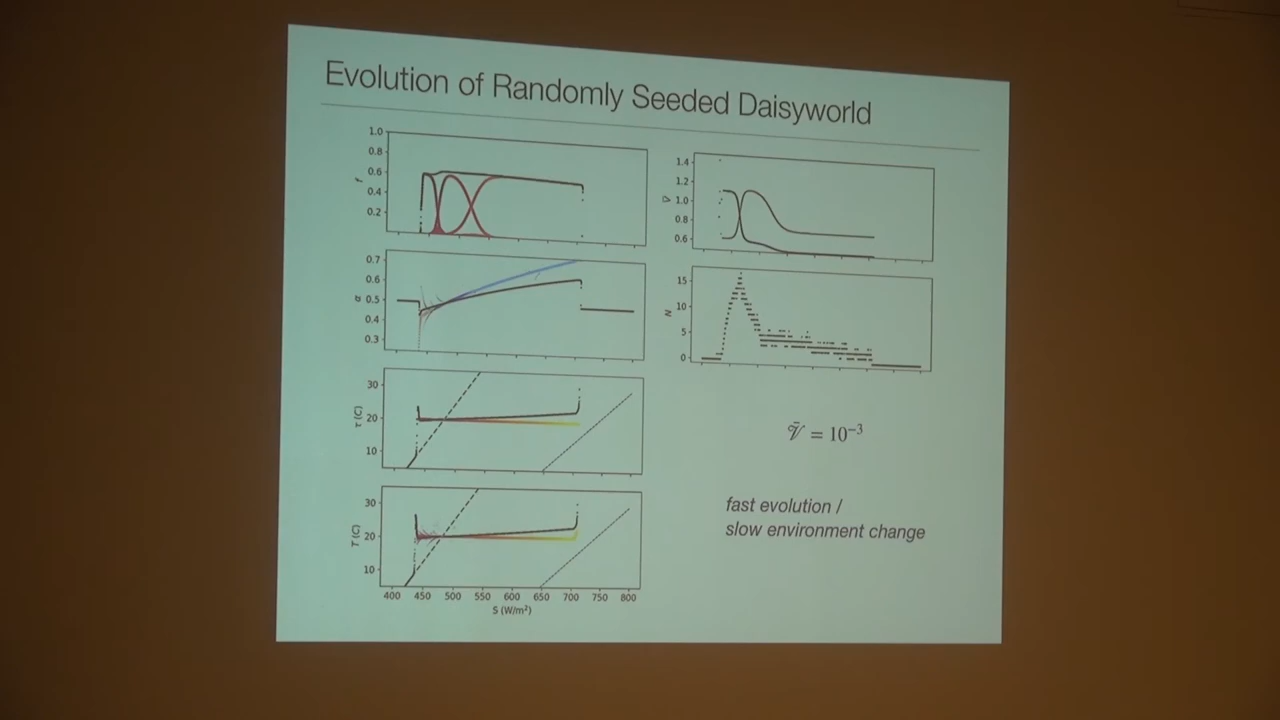 Evolution of Randomly Seeded Daisyworld
1.0
0.8
0.6
0.4
0.2
f
0.7
0.6
0.5
0.4
0.3
α
30
20
10
τ (C)
30
20
10
T (C)
400 450 500 550 600 650 700 750 800
S (W/m²)
1.4
1.2
1.0
0.8
0.6
15
10
5
0
N
= 10⁻³
fast evolution /
slow environment change